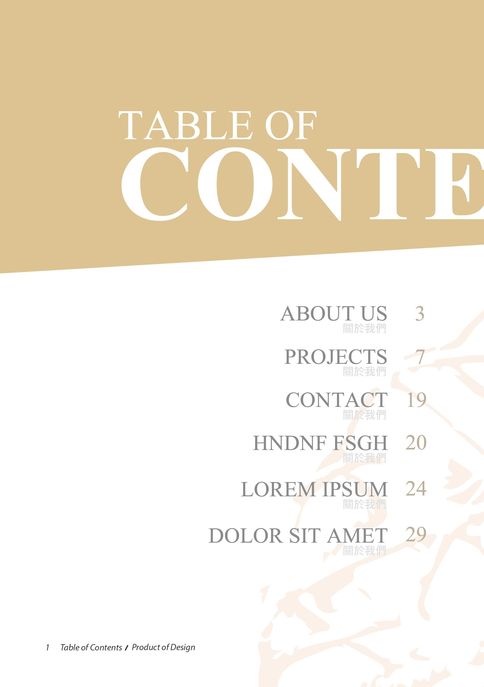 TABLE OF
CONTE
ABOUT US 3
關於我們
PROJECTS 7
關於我們
CONTACT 19
關於我們
HNDNF FSGH 20
關於我們
LOREM IPSUM 24
關於我們
DOLOR SIT AMET 29
關於我們
1 Table of Contents / Product of Design